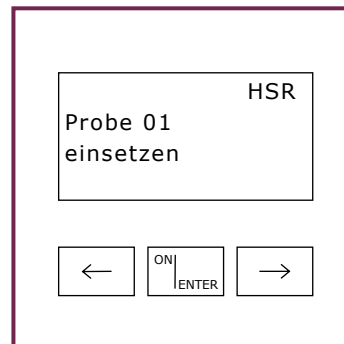 HSR
Probe 01
einsetzen
← ON ENTER →